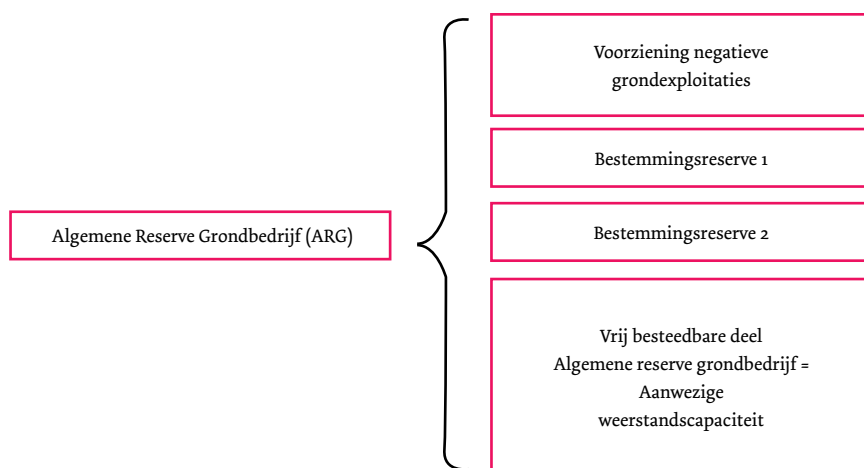 Voorziening negatieve
grondexploitaties
Bestemmingsreserve 1
Algemene Reserve Grondbedrijf (ARG)
Bestemmingsreserve 2
Vrij besteedbare deel
Algemene reserve grondbedrijf =
Aanwezige
weerstandscapaciteit